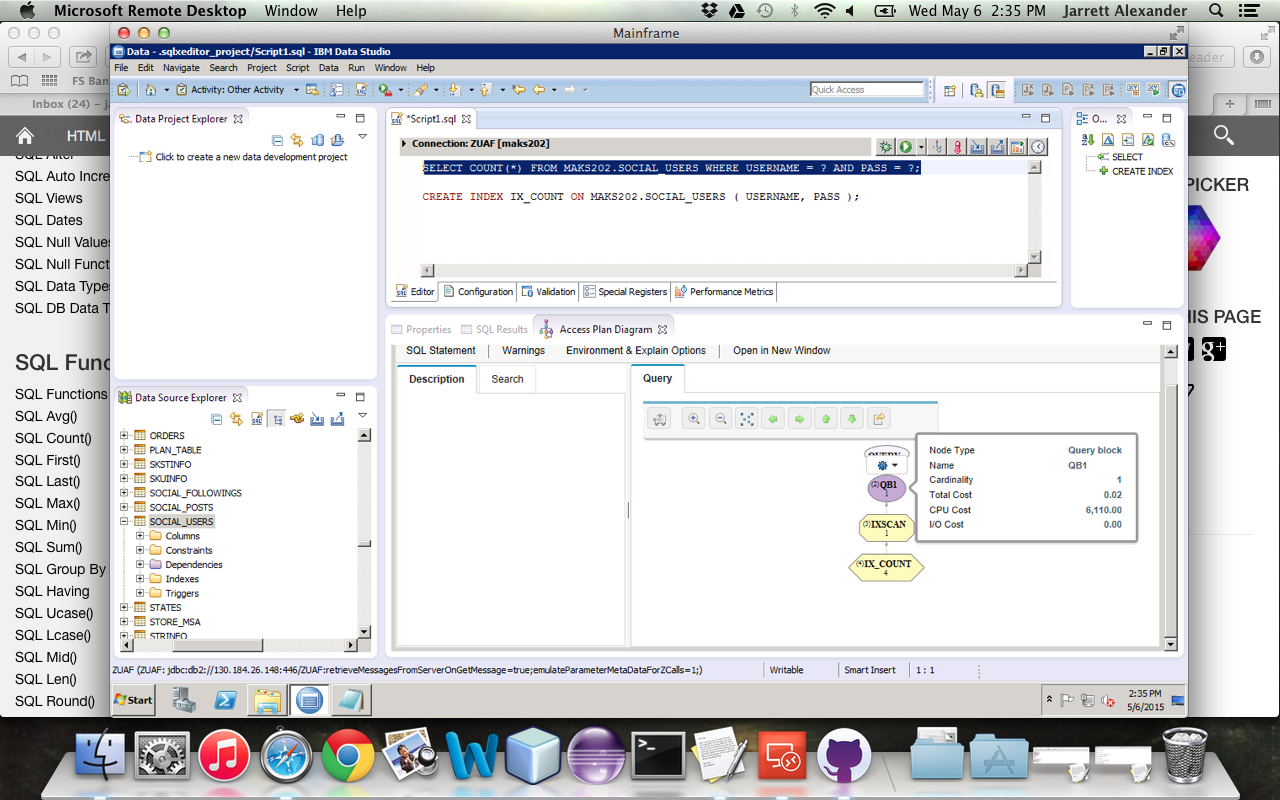 Microsoft Remote Desktop Window Help Wed May 6 2:35 PM Jarrett Alexander
Mainframe
Data - .sqlxeditor_project/Script1.sql - IBM Data Studio
File Edit Navigate Search Project Script Data Run Window Help
Activity: Other Activity
Quick Access
FS Ban
Inbox (24) - j
HTML
SQL Auto Incre
SQL Views
SQL Dates
SQL Null Values
SQL Null Funct
SQL Data Types
SQL DB Data T
SQL Func
SQL Functions
SQL Avg()
SQL Count()
SQL First()
SQL Last()
SQL Max()
SQL Min()
SQL Sum()
SQL Group By
SQL Having
SQL Ucase()
SQL Lcase()
SQL Mid()
SQL Len()
SQL Round()
Data Project Explorer
Click to create a new data development project
*Script1.sql
Connection: ZUAF [maks202]
SELECT COUNT(*) FROM MAKS202.SOCIAL_USERS WHERE USERNAME = ? AND PASS = ?;
CREATE INDEX IX_COUNT ON MAKS202.SOCIAL_USERS ( USERNAME, PASS );
Editor Configuration Validation Special Registers Performance Metrics
O...
SELECT
CREATE INDEX
PICKER
HIS PAGE
g+
Data Source Explorer
ORDERS
PLAN_TABLE
SKSTINFO
SKUINFO
SOCIAL_FOLLOWINGS
SOCIAL_POSTS
SOCIAL_USERS
Columns
Constraints
Dependencies
Indexes
Triggers
STATES
STORE_MSA
STRINFO
Properties SQL Results Access Plan Diagram
SQL Statement Warnings Environment & Explain Options Open in New Window
Description Search
Query
QUERY
(2)QB1
1
(3)IXSCAN
1
(4)IX_COUNT
4
Node Type Query block
Name QB1
Cardinality 1
Total Cost 0.02
CPU Cost 6,110.00
I/O Cost 0.00
ZUAF (ZUAF: jdbc:db2://130.184.26.148:446/ZUAF:retrieveMessagesFromServerOnGetMessage=true;emulateParameterMetaDataForZCalls=1;) Writable Smart Insert 1 : 1
Start
2:35 PM
5/6/2015